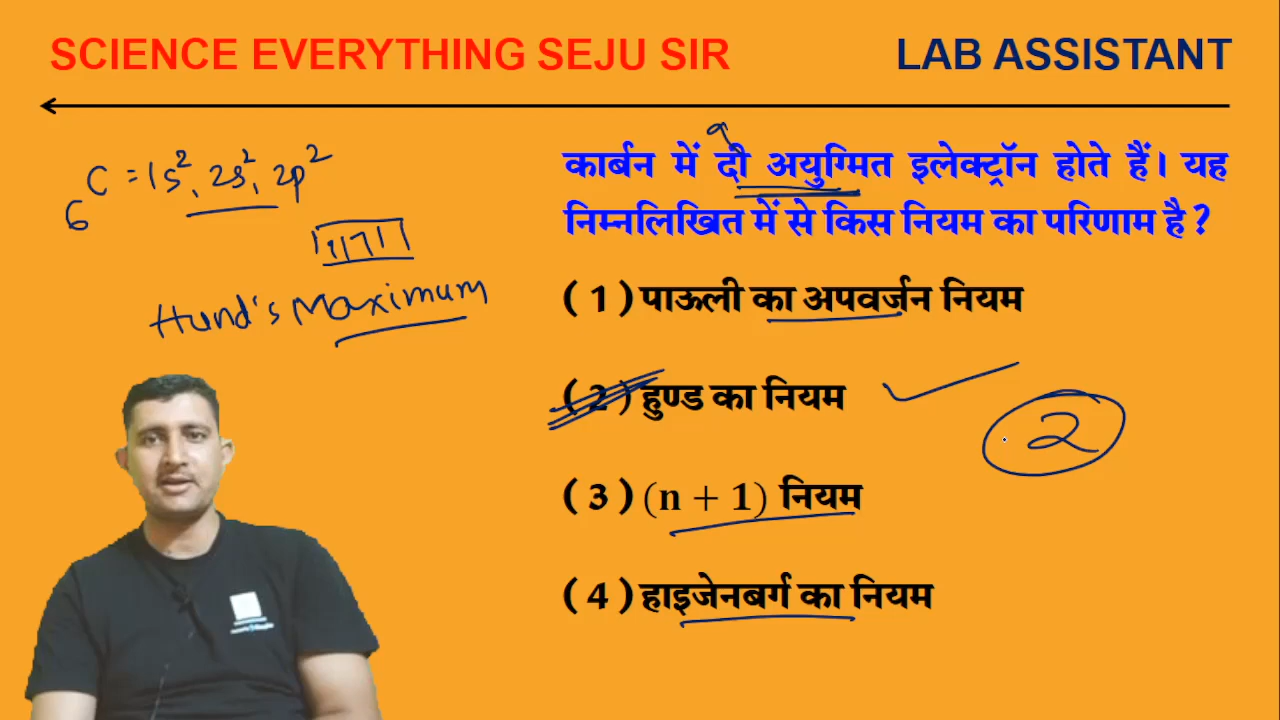 SCIENCE EVERYTHING SEJU SIR
LAB ASSISTANT
6C = 1s², 2s², 2p²
Hund's Maximum
कार्बन में दो अयुग्मित इलेक्ट्रॉन होते हैं। यह
निम्नलिखित में से किस नियम का परिणाम है ?
( 1 ) पाऊली का अपवर्जन नियम
( 2 ) हुण्ड का नियम
2
( 3 ) (n + 1) नियम
( 4 ) हाइजेनबर्ग का नियम